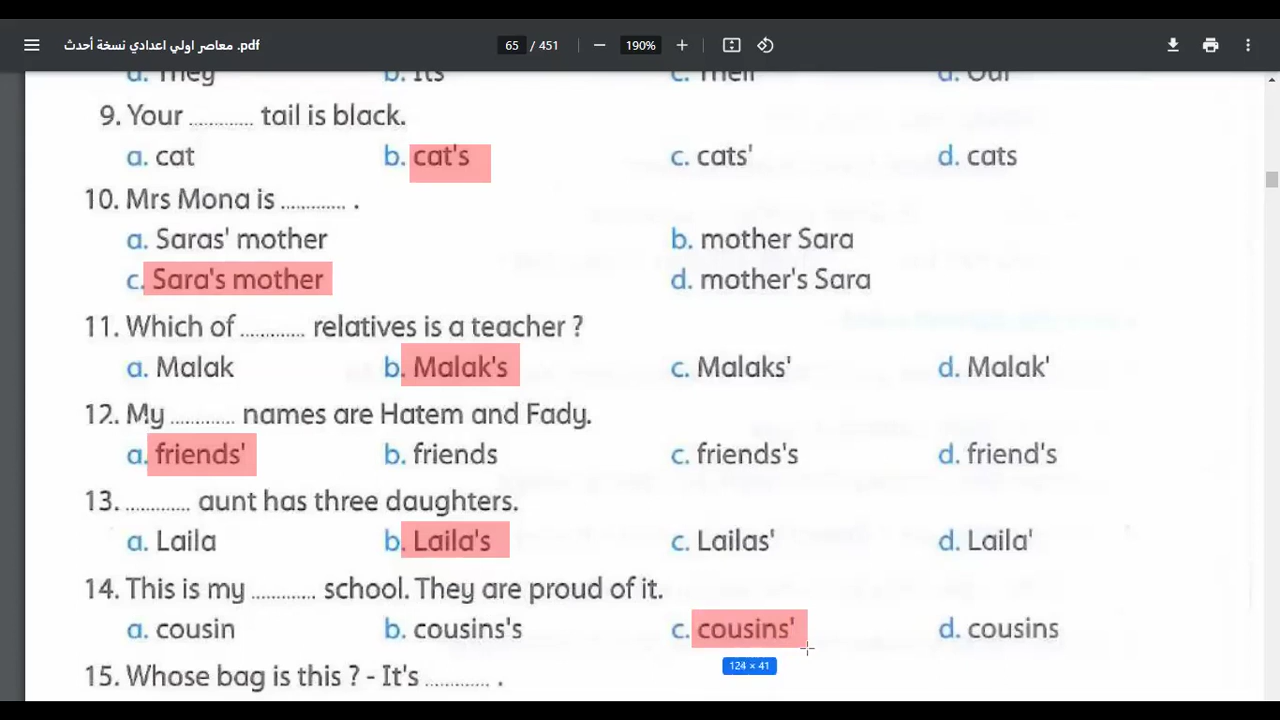 معاصر اولي اعدادي نسخة أحدث .pdf
65 / 451
190%
a. They b. Its c. Their d. Our
9. Your ............ tail is black.
a. cat b. cat's c. cats' d. cats
10. Mrs Mona is ............ .
a. Saras' mother b. mother Sara
c. Sara's mother d. mother's Sara
11. Which of ............ relatives is a teacher ?
a. Malak b. Malak's c. Malaks' d. Malak'
12. My ............ names are Hatem and Fady.
a. friends' b. friends c. friends's d. friend's
13. ............ aunt has three daughters.
a. Laila b. Laila's c. Lailas' d. Laila'
14. This is my ............ school. They are proud of it.
a. cousin b. cousins's c. cousins' d. cousins
124 × 41
15. Whose bag is this ? - It's ............ .